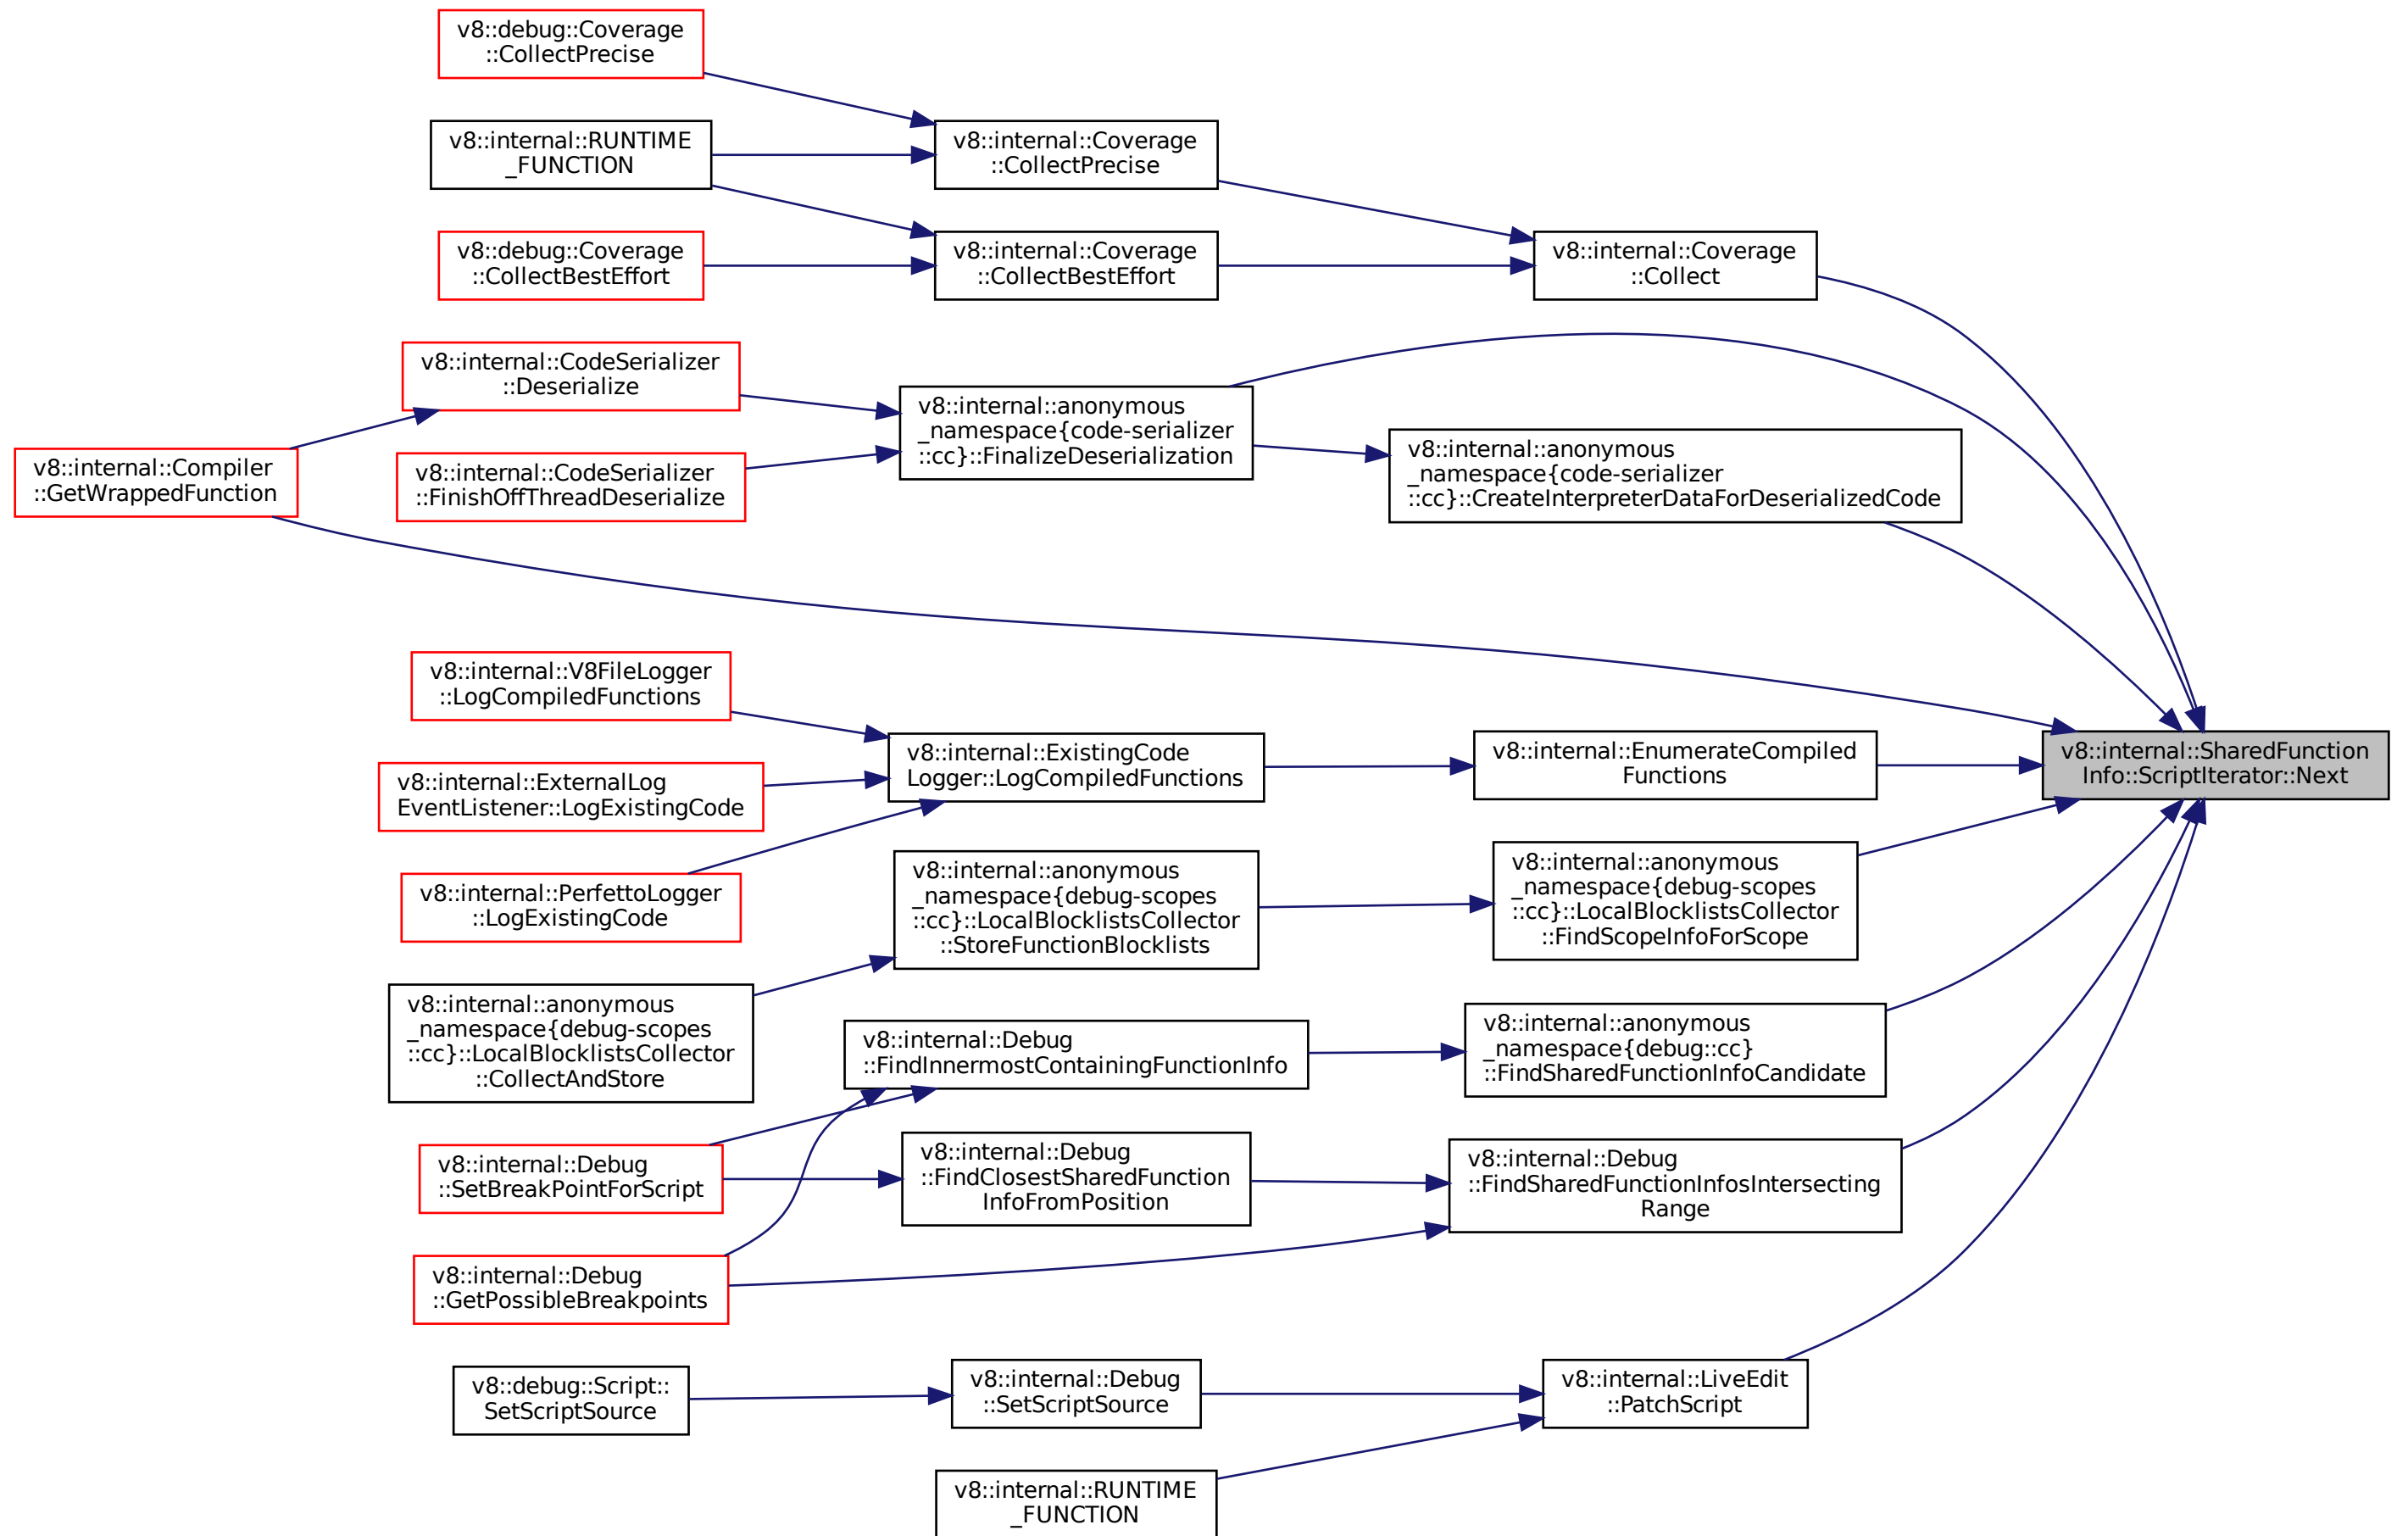 v8::debug::Coverage
::CollectPrecise
v8::internal::RUNTIME
_FUNCTION
v8::internal::Coverage
::CollectPrecise
v8::debug::Coverage
::CollectBestEffort
v8::internal::Coverage
::CollectBestEffort
v8::internal::Coverage
::Collect
v8::internal::CodeSerializer
::Deserialize
v8::internal::anonymous
_namespace{code-serializer
::cc}::FinalizeDeserialization
v8::internal::anonymous
_namespace{code-serializer
::cc}::CreateInterpreterDataForDeserializedCode
v8::internal::Compiler
::GetWrappedFunction
v8::internal::CodeSerializer
::FinishOffThreadDeserialize
v8::internal::V8FileLogger
::LogCompiledFunctions
v8::internal::ExistingCode
Logger::LogCompiledFunctions
v8::internal::EnumerateCompiled
Functions
v8::internal::SharedFunction
Info::ScriptIterator::Next
v8::internal::ExternalLog
EventListener::LogExistingCode
v8::internal::PerfettoLogger
::LogExistingCode
v8::internal::anonymous
_namespace{debug-scopes
::cc}::LocalBlocklistsCollector
::StoreFunctionBlocklists
v8::internal::anonymous
_namespace{debug-scopes
::cc}::LocalBlocklistsCollector
::FindScopeInfoForScope
v8::internal::anonymous
_namespace{debug-scopes
::cc}::LocalBlocklistsCollector
::CollectAndStore
v8::internal::Debug
::FindInnermostContainingFunctionInfo
v8::internal::anonymous
_namespace{debug::cc}
::FindSharedFunctionInfoCandidate
v8::internal::Debug
::SetBreakPointForScript
v8::internal::Debug
::FindClosestSharedFunction
InfoFromPosition
v8::internal::Debug
::FindSharedFunctionInfosIntersecting
Range
v8::internal::Debug
::GetPossibleBreakpoints
v8::debug::Script::
SetScriptSource
v8::internal::Debug
::SetScriptSource
v8::internal::LiveEdit
::PatchScript
v8::internal::RUNTIME
_FUNCTION